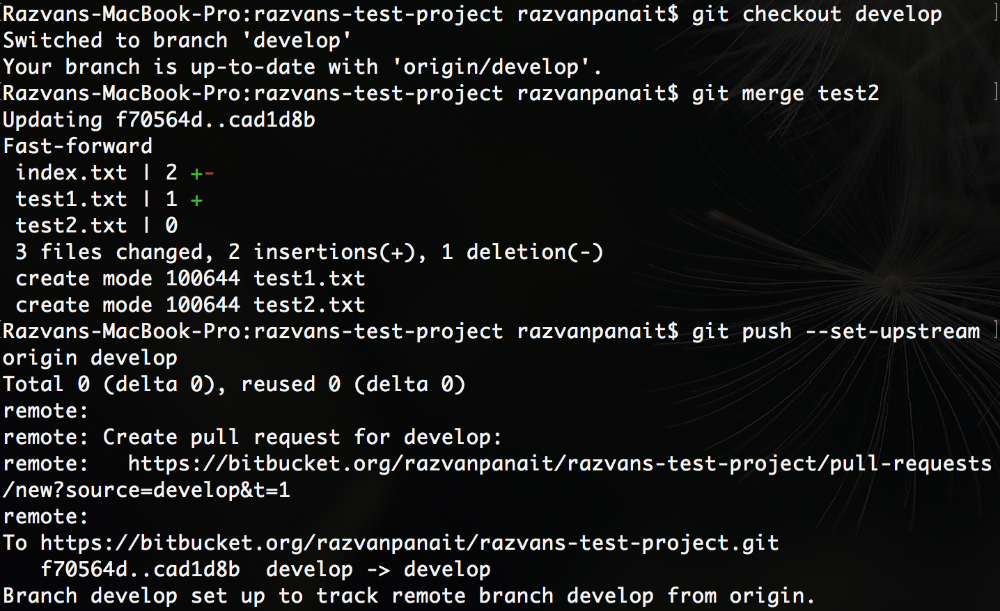 Razvans-MacBook-Pro:razvans-test-project razvanpanait$ git checkout develop
Switched to branch 'develop'
Your branch is up-to-date with 'origin/develop'.
Razvans-MacBook-Pro:razvans-test-project razvanpanait$ git merge test2
Updating f70564d..cad1d8b
Fast-forward
 index.txt | 2 +-
 test1.txt | 1 +
 test2.txt | 0
 3 files changed, 2 insertions(+), 1 deletion(-)
 create mode 100644 test1.txt
 create mode 100644 test2.txt
Razvans-MacBook-Pro:razvans-test-project razvanpanait$ git push --set-upstream
origin develop
Total 0 (delta 0), reused 0 (delta 0)
remote:
remote: Create pull request for develop:
remote:   https://bitbucket.org/razvanpanait/razvans-test-project/pull-requests
/new?source=develop&t=1
remote:
To https://bitbucket.org/razvanpanait/razvans-test-project.git
   f70564d..cad1d8b  develop -> develop
Branch develop set up to track remote branch develop from origin.